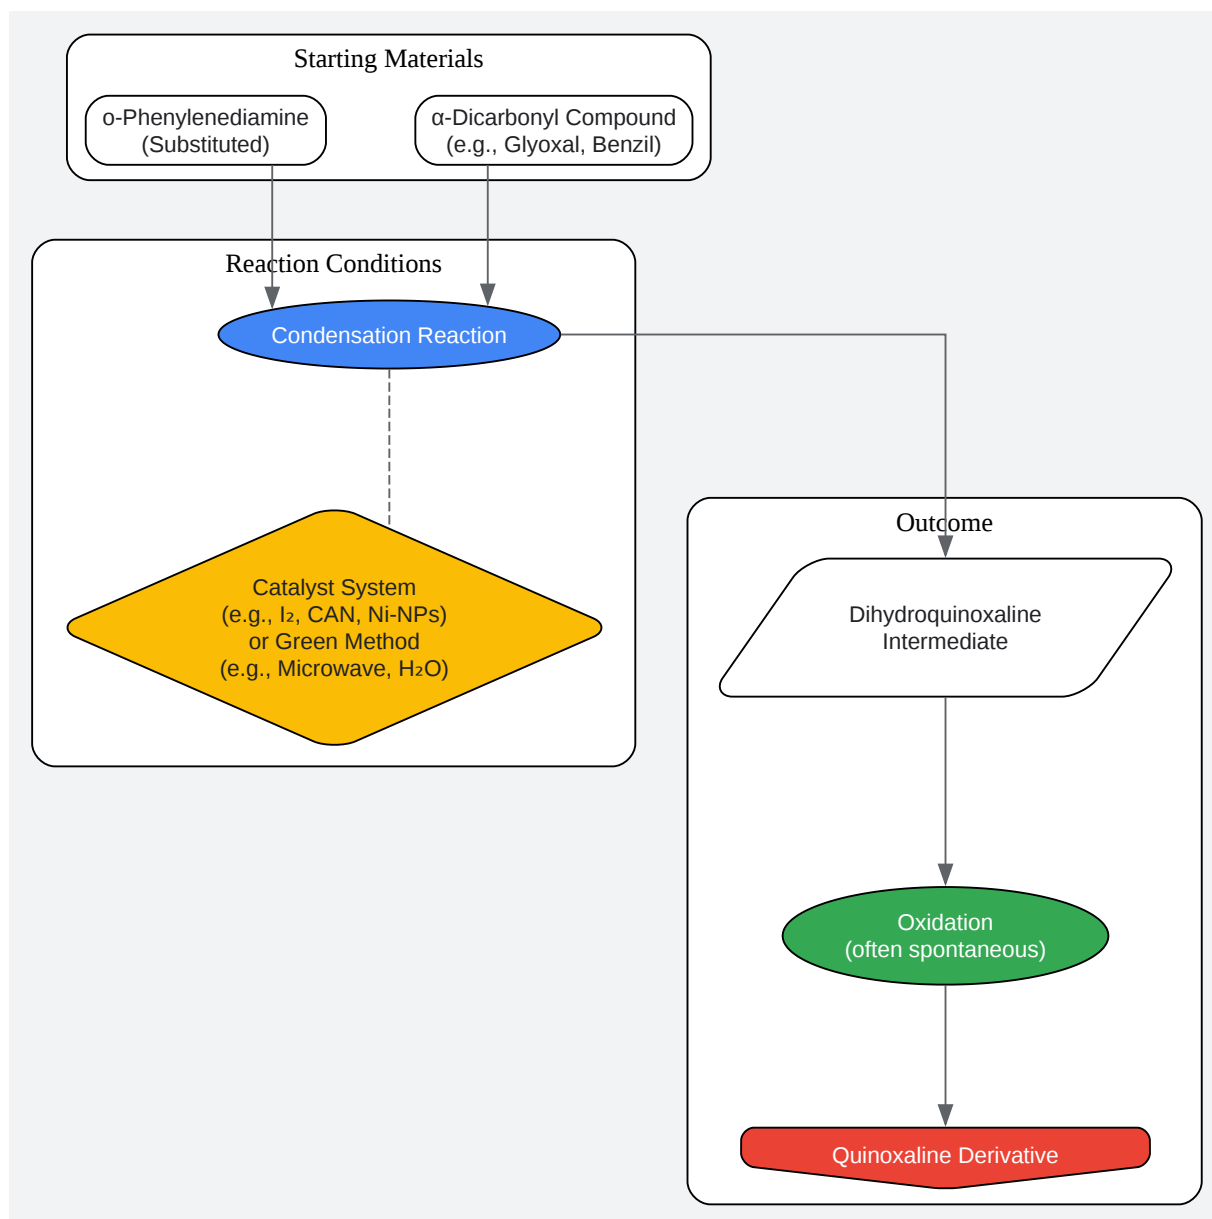 Starting Materials
o-Phenylenediamine
(Substituted)
α-Dicarbonyl Compound
(e.g., Glyoxal, Benzil)
Reaction Conditions
Condensation Reaction
Catalyst System
(e.g., I₂, CAN, Ni-NPs)
or Green Method
(e.g., Microwave, H₂O)
Outcome
Dihydroquinoxaline
Intermediate
Oxidation
(often spontaneous)
Quinoxaline Derivative